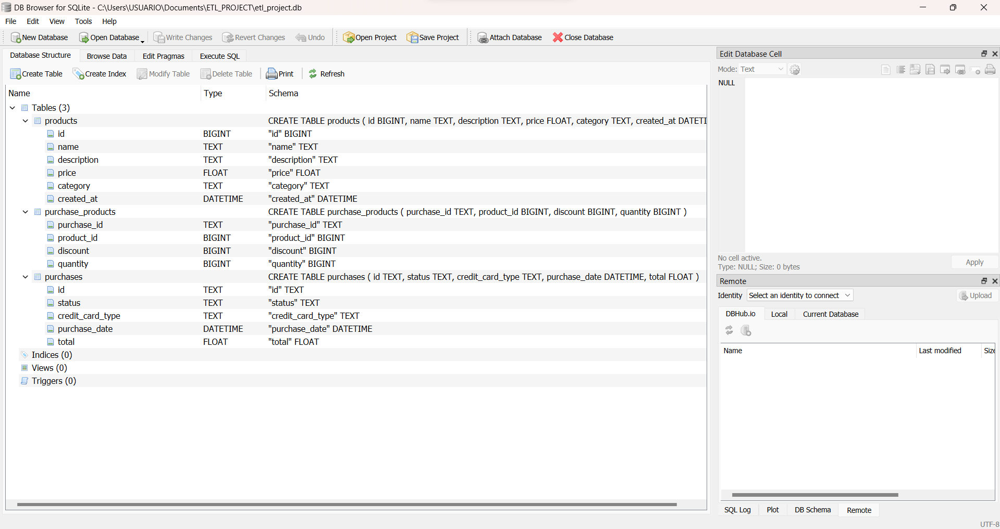 DB Browser for SQLite - C:\Users\USUARIO\Documents\ETL_PROJECT\etl_project.db
File Edit View Tools Help
New Database Open Database Write Changes Revert Changes Undo Open Project Save Project Attach Database Close Database
Database Structure Browse Data Edit Pragmas Execute SQL
Create Table Create Index Modify Table Delete Table Print Refresh
Name Type Schema
Tables (3)
products CREATE TABLE products ( id BIGINT, name TEXT, description TEXT, price FLOAT, category TEXT, created_at DATETI
id BIGINT "id" BIGINT
name TEXT "name" TEXT
description TEXT "description" TEXT
price FLOAT "price" FLOAT
category TEXT "category" TEXT
created_at DATETIME "created_at" DATETIME
purchase_products CREATE TABLE purchase_products ( purchase_id TEXT, product_id BIGINT, discount BIGINT, quantity BIGINT )
purchase_id TEXT "purchase_id" TEXT
product_id BIGINT "product_id" BIGINT
discount BIGINT "discount" BIGINT
quantity BIGINT "quantity" BIGINT
purchases CREATE TABLE purchases ( id TEXT, status TEXT, credit_card_type TEXT, purchase_date DATETIME, total FLOAT )
id TEXT "id" TEXT
status TEXT "status" TEXT
credit_card_type TEXT "credit_card_type" TEXT
purchase_date DATETIME "purchase_date" DATETIME
total FLOAT "total" FLOAT
Indices (0)
Views (0)
Triggers (0)
Edit Database Cell
Mode: Text
NULL
No cell active.
Type: NULL; Size: 0 bytes
Apply
Remote
Identity Select an identity to connect Upload
DBHub.io Local Current Database
Name Last modified Size
SQL Log Plot DB Schema Remote
UTF-8